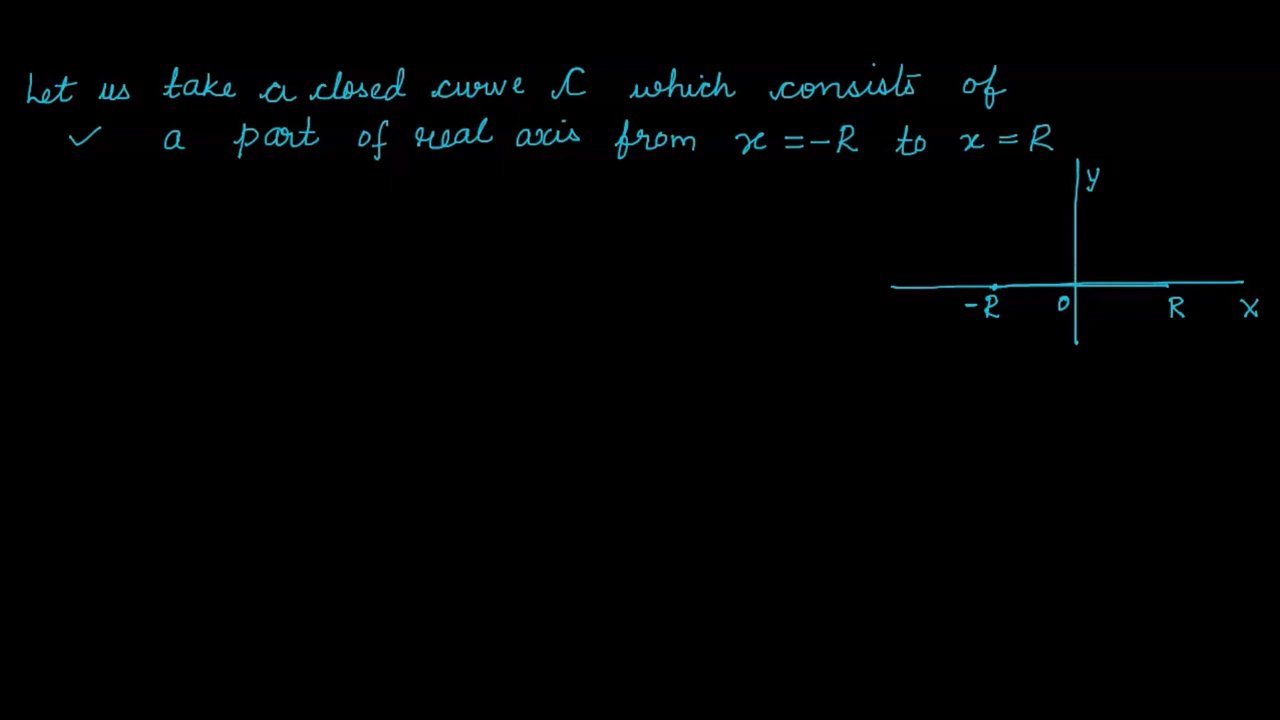 Let us take a closed curve C which consists of
✓ a part of real axis from x = -R to x = R
y
-R 0 R X